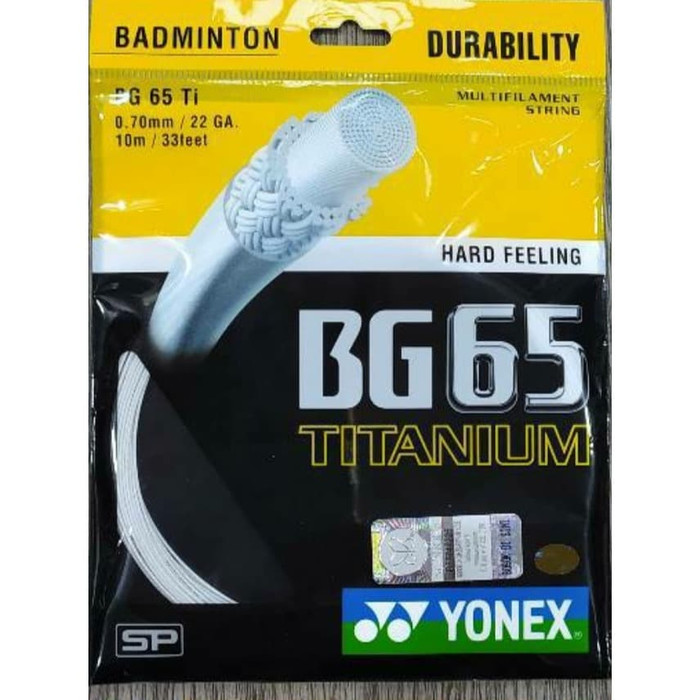 BADMINTON
DURABILITY
BG 65 Ti
0.70mm / 22 GA.
10m / 33feet
MULTIFILAMENT
STRING
HARD FEELING
BG65
TITANIUM
YONEX®
SP